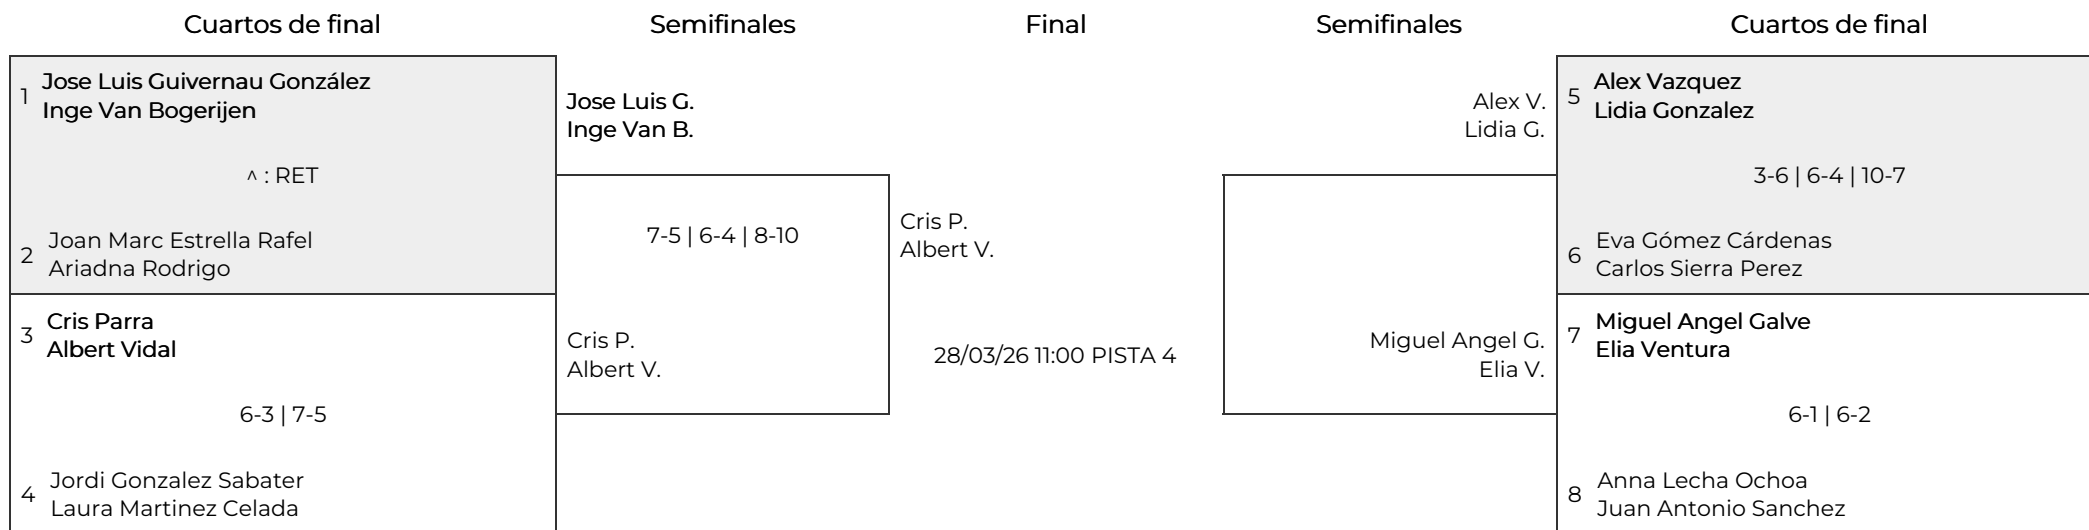 Cuartos de final
Semifinales
Final
Semifinales
Cuartos de final
1
Jose Luis Guivernau González
Inge Van Bogerijen
^ : RET
2
Joan Marc Estrella Rafel
Ariadna Rodrigo
3
Cris Parra
Albert Vidal
6-3 | 7-5
4
Jordi Gonzalez Sabater
Laura Martinez Celada
Jose Luis G.
Inge Van B.
7-5 | 6-4 | 8-10
Cris P.
Albert V.
Cris P.
Albert V.
28/03/26 11:00 PISTA 4
Alex V.
Lidia G.
Miguel Angel G.
Elia V.
5
Alex Vazquez
Lidia Gonzalez
3-6 | 6-4 | 10-7
6
Eva Gómez Cárdenas
Carlos Sierra Perez
7
Miguel Angel Galve
Elia Ventura
6-1 | 6-2
8
Anna Lecha Ochoa
Juan Antonio Sanchez